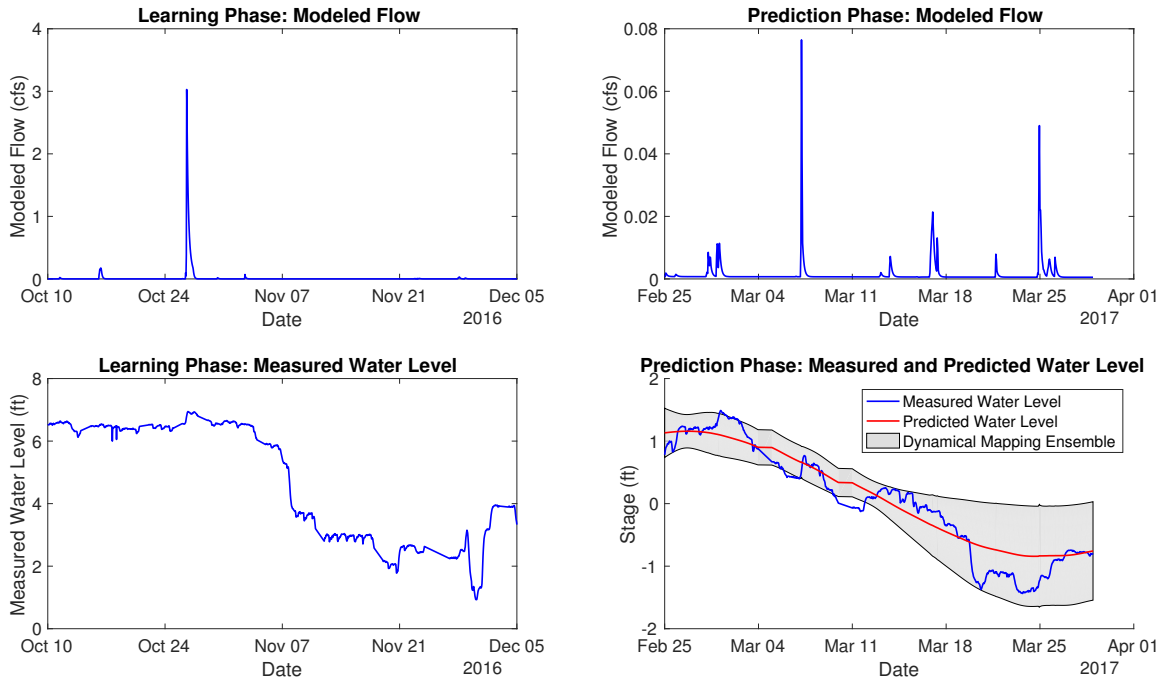 Learning Phase: Modeled Flow
Modeled Flow (cfs)
4
3
2
1
0
Oct 10 Oct 24 Nov 07 Nov 21 Dec 05
Date
2016
Prediction Phase: Modeled Flow
Modeled Flow (cfs)
0.08
0.06
0.04
0.02
0
Feb 25 Mar 04 Mar 11 Mar 18 Mar 25 Apr 01
Date
2017
Learning Phase: Measured Water Level
Measured Water Level (ft)
8
6
4
2
0
Oct 10 Oct 24 Nov 07 Nov 21 Dec 05
Date
2016
Prediction Phase: Measured and Predicted Water Level
Stage (ft)
2
1
0
-1
-2
Measured Water Level
Predicted Water Level
Dynamical Mapping Ensemble
Feb 25 Mar 04 Mar 11 Mar 18 Mar 25 Apr 01
Date
2017